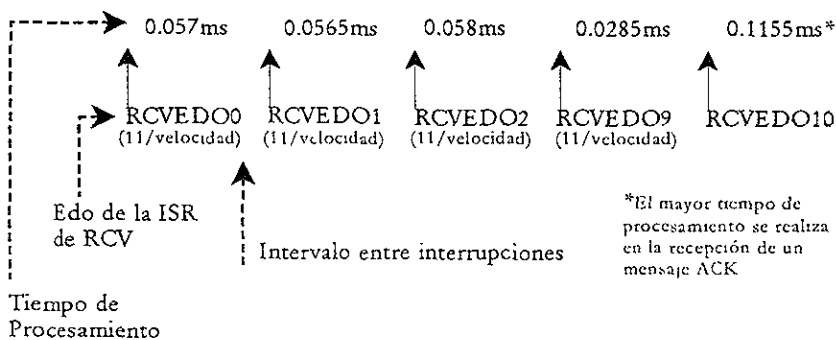 0.057ms 0.0565ms 0.058ms 0.0285ms 0.1155ms*
RCVEDO0 RCVEDO1 RCVEDO2 RCVEDO9 RCVEDO10
(11/velocidad) (11/velocidad) (11/velocidad) (11/velocidad)
Edo de la ISR
de RCV
Intervalo entre interrupciones
*El mayor tiempo de
procesamiento se realiza
en la recepción de un
mensaje ACK
Tiempo de
Procesamiento